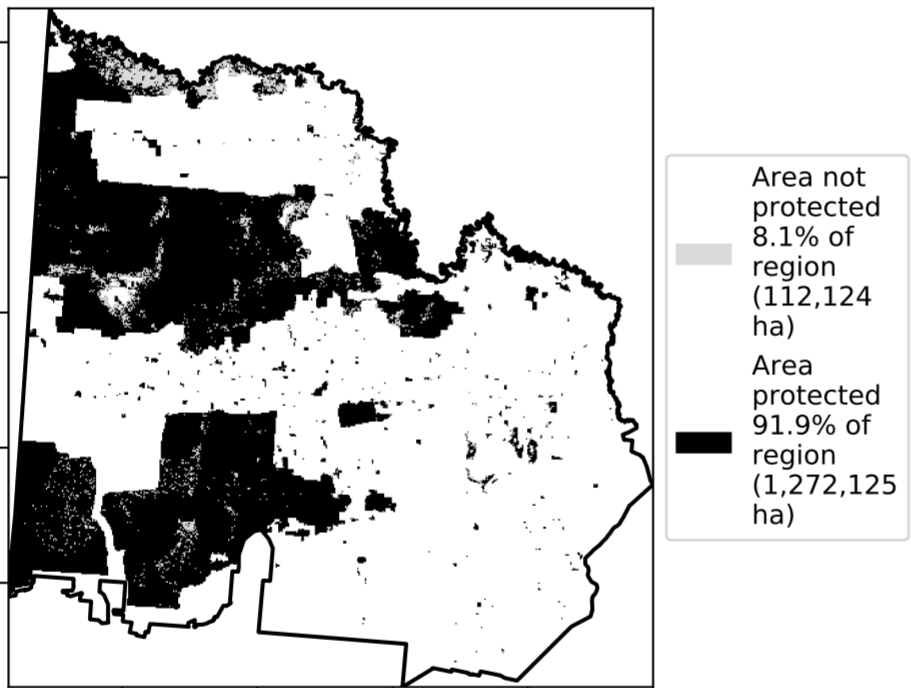 Area not
protected
8.1% of
region
(112,124
ha)
Area
protected
91.9% of
region
(1,272,125
ha)